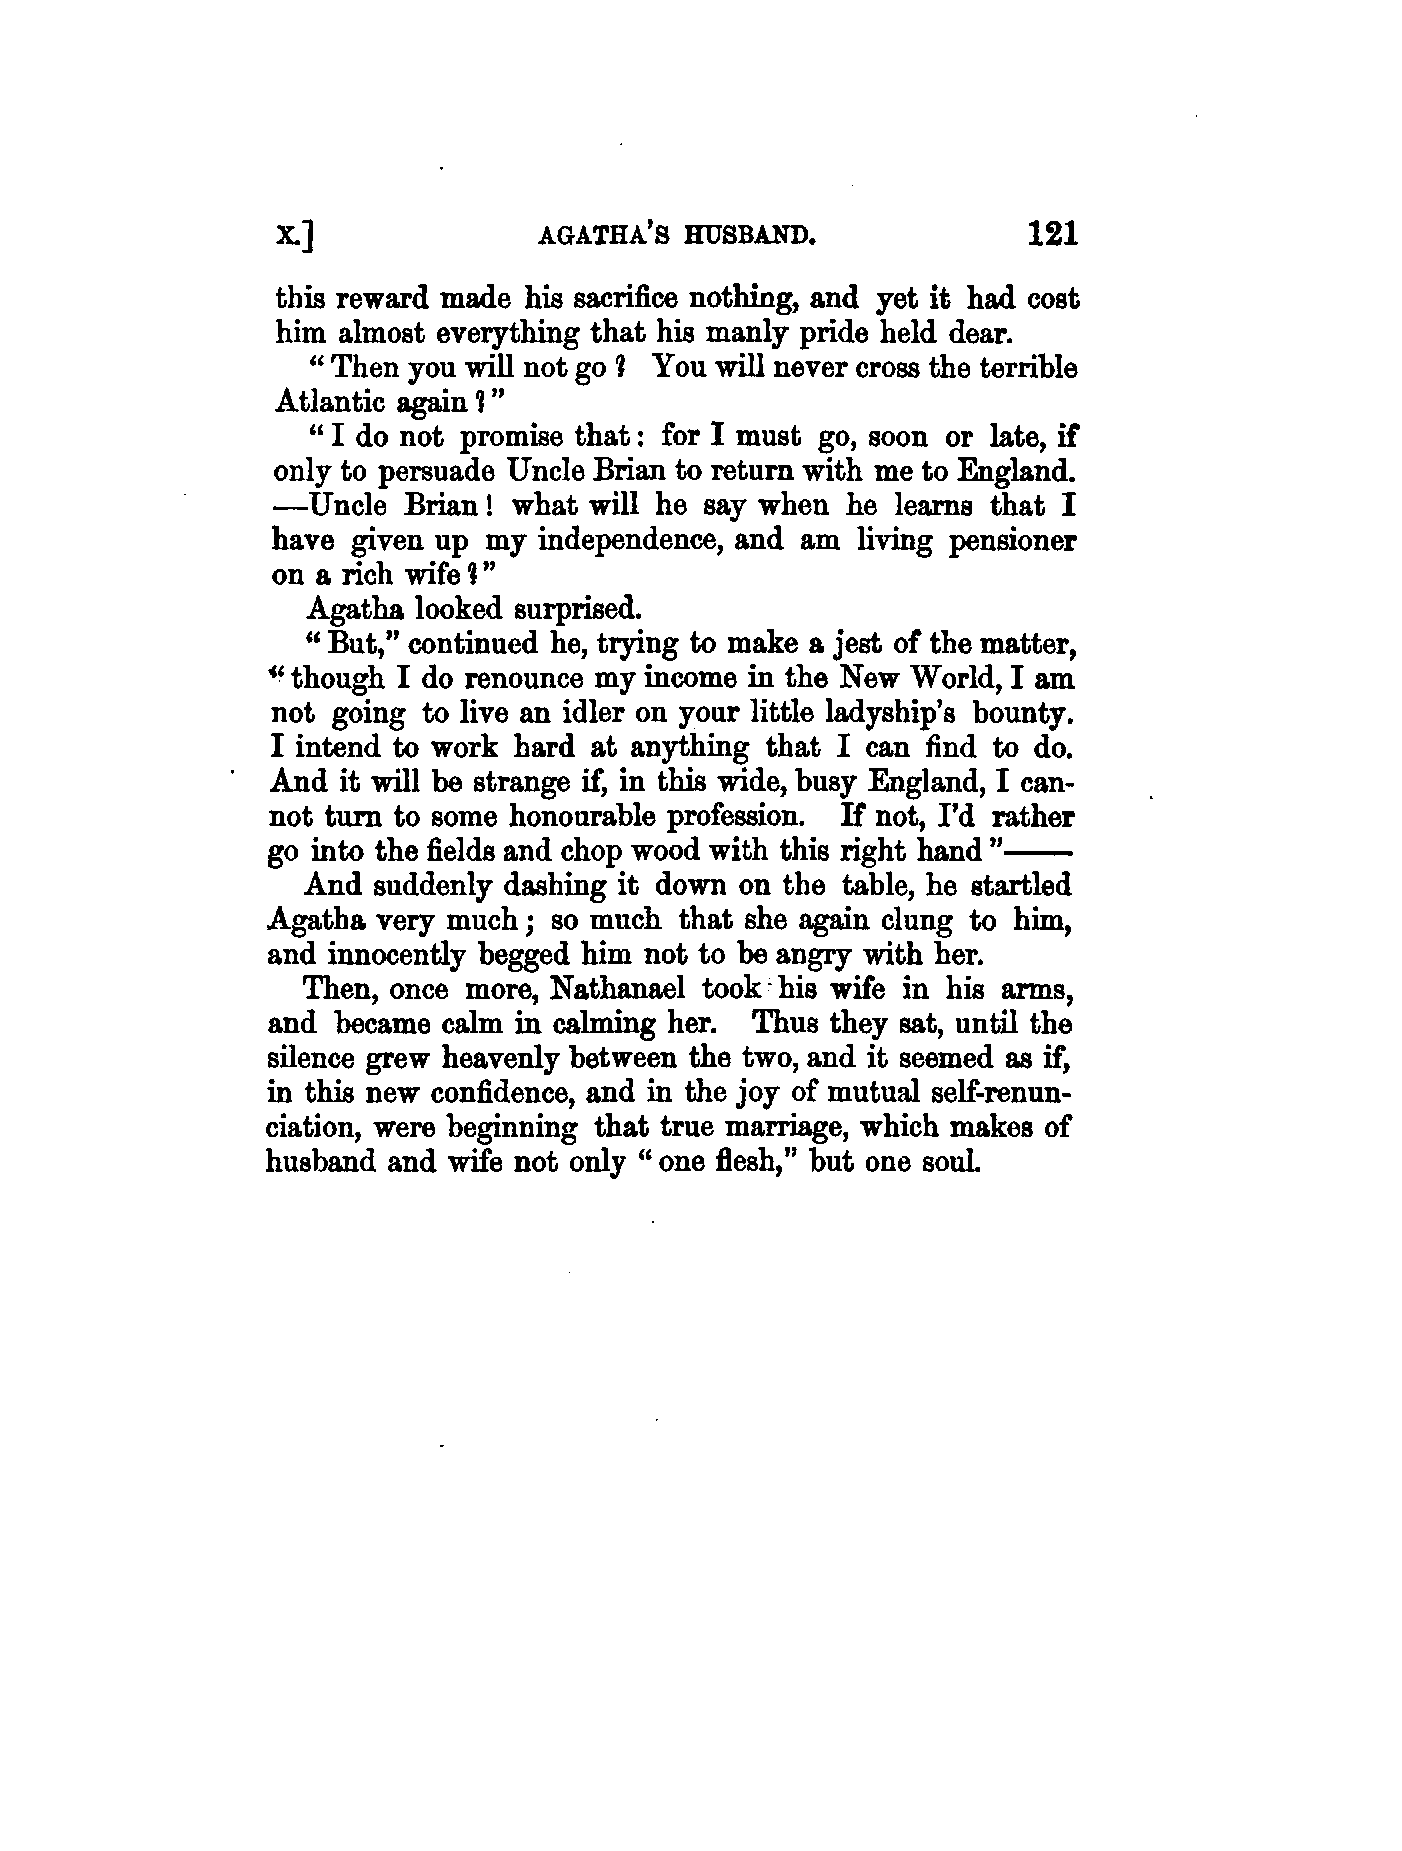 X.] AGATHA'S HUSBAND. 121
this reward made his sacrifice nothing, and yet it had cost
him almost everything that his manly pride held dear.
“Then you will not go? You will never cross the terrible
Atlantic again?”
“I do not promise that: for I must go, soon or late, if
only to persuade Uncle Brian to return with me to England.
—Uncle Brian! what will he say when he learns that I
have given up my independence, and am living pensioner
on a rich wife?”
Agatha looked surprised.
“But,” continued he, trying to make a jest of the matter,
“though I do renounce my income in the New World, I am
not going to live an idler on your little ladyship's bounty.
I intend to work hard at anything that I can find to do.
And it will be strange if, in this wide, busy England, I can-
not turn to some honourable profession. If not, I'd rather
go into the fields and chop wood with this right hand”——
And suddenly dashing it down on the table, he startled
Agatha very much; so much that she again clung to him,
and innocently begged him not to be angry with her.
Then, once more, Nathanael took his wife in his arms,
and became calm in calming her. Thus they sat, until the
silence grew heavenly between the two, and it seemed as if,
in this new confidence, and in the joy of mutual self-renun-
ciation, were beginning that true marriage, which makes of
husband and wife not only “one flesh,” but one soul.